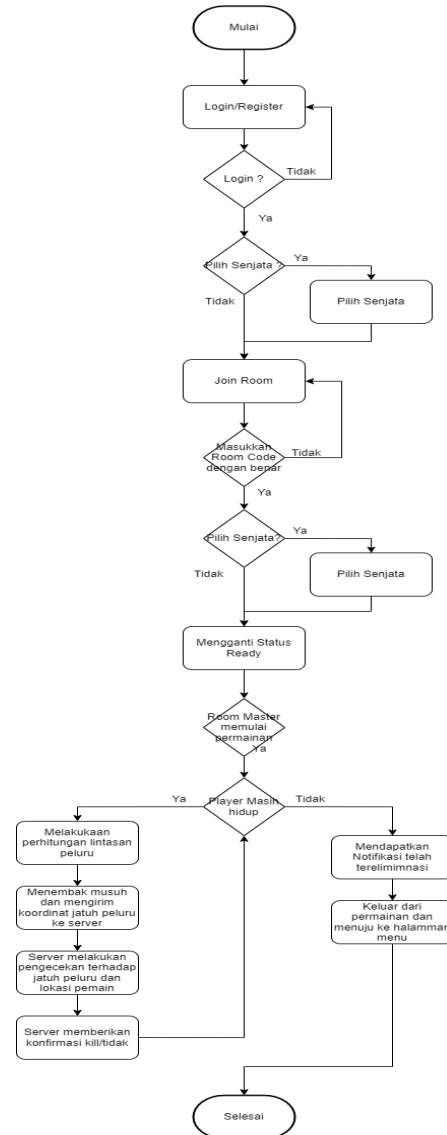 Mulai
Login/Register
Login ?
Tidak
Ya
Pilih Senjata ?
Ya
Tidak
Pilih Senjata
Join Room
Masukkan
Room Code
dengan benar
Tidak
Ya
Pilih Senjata?
Ya
Tidak
Pilih Senjata
Mengganti Status
Ready
Room Master
memulai
permainan
Ya
Player Masih
hidup
Ya
Tidak
Melakukaan
perhitungan lintasan
peluru
Mendapatkan
Notifikasi telah
terelimimnasi
Menembak musuh
dan mengirim
koordinat jatuh peluru
ke server
Keluar dari
permainan dan
menuju ke halamman
menu
Server melakukan
pengecekan terhadap
jatuh peluru dan
lokasi pemain
Server memberikan
konfirmasi kill/tidak
Selesai